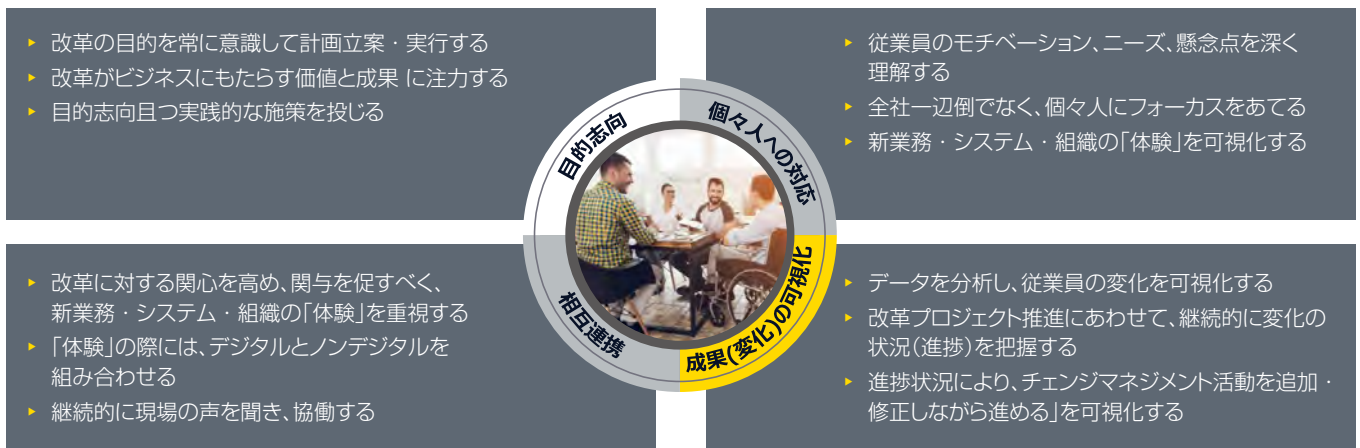 ▸ 改革の目的を常に意識して計画立案・実行する
▸ 改革がビジネスにもたらす価値と成果 に注力する
▸ 目的志向且つ実践的な施策を投じる
▸ 従業員のモチベーション、ニーズ、懸念点を深く
理解する
▸ 全社一辺倒でなく、個々人にフォーカスをあてる
▸ 新業務・システム・組織の「体験」を可視化する
目的志向
個々人への対応
相互連携
成果(変化)の可視化
▸ 改革に対する関心を高め、関与を促すべく、
新業務・システム・組織の「体験」を重視する
▸ 「体験」の際には、デジタルとノンデジタルを
組み合わせる
▸ 継続的に現場の声を聞き、協働する
▸ データを分析し、従業員の変化を可視化する
▸ 改革プロジェクト推進にあわせて、継続的に変化の
状況(進捗)を把握する
▸ 進捗状況により、チェンジマネジメント活動を追加・
修正しながら進める」を可視化する